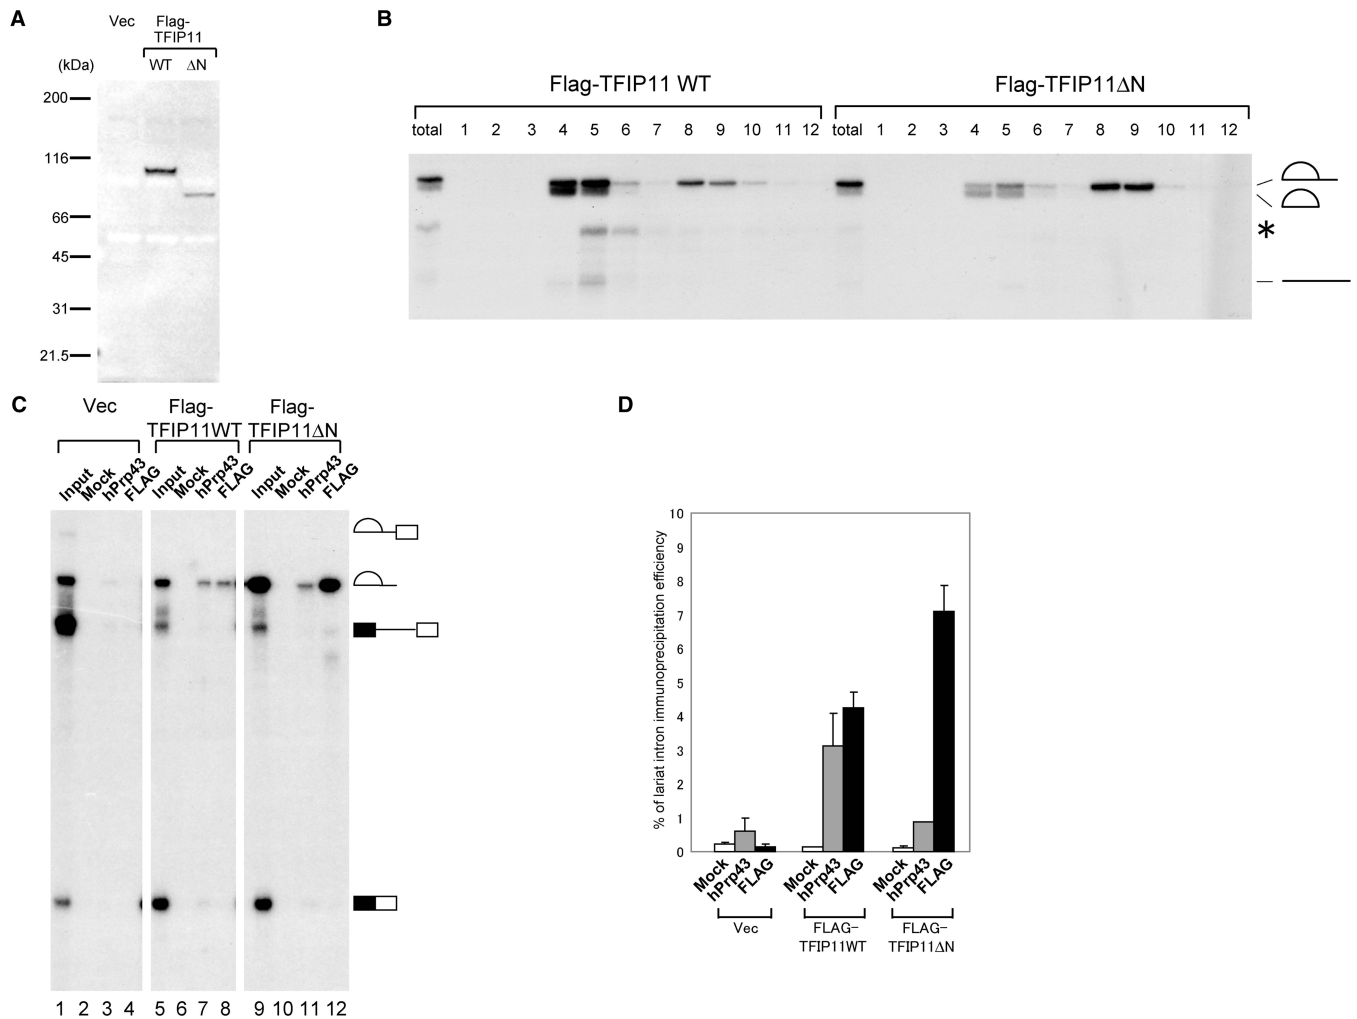 A
Vec
Flag-
TFIP11
(kDa)
WT ΔN
200
116
66
45
31
21.5
B
Flag-TFIP11 WT
Flag-TFIP11ΔN
total 1 2 3 4 5 6 7 8 9 10 11 12
total 1 2 3 4 5 6 7 8 9 10 11 12
*
C
Vec
Flag-
TFIP11WT
Flag-
TFIP11ΔN
Input
Mock
hPrp43
FLAG
Input
Mock
hPrp43
FLAG
Input
Mock
hPrp43
FLAG
1 2 3 4 5 6 7 8 9 10 11 12
D
% of lariat intron immunoprecipitation efficiency
10
9
8
7
6
5
4
3
2
1
0
Mock
hPrp43
FLAG
Mock
hPrp43
FLAG
Mock
hPrp43
FLAG
Vec
FLAG-
TFIP11WT
FLAG-
TFIP11ΔN